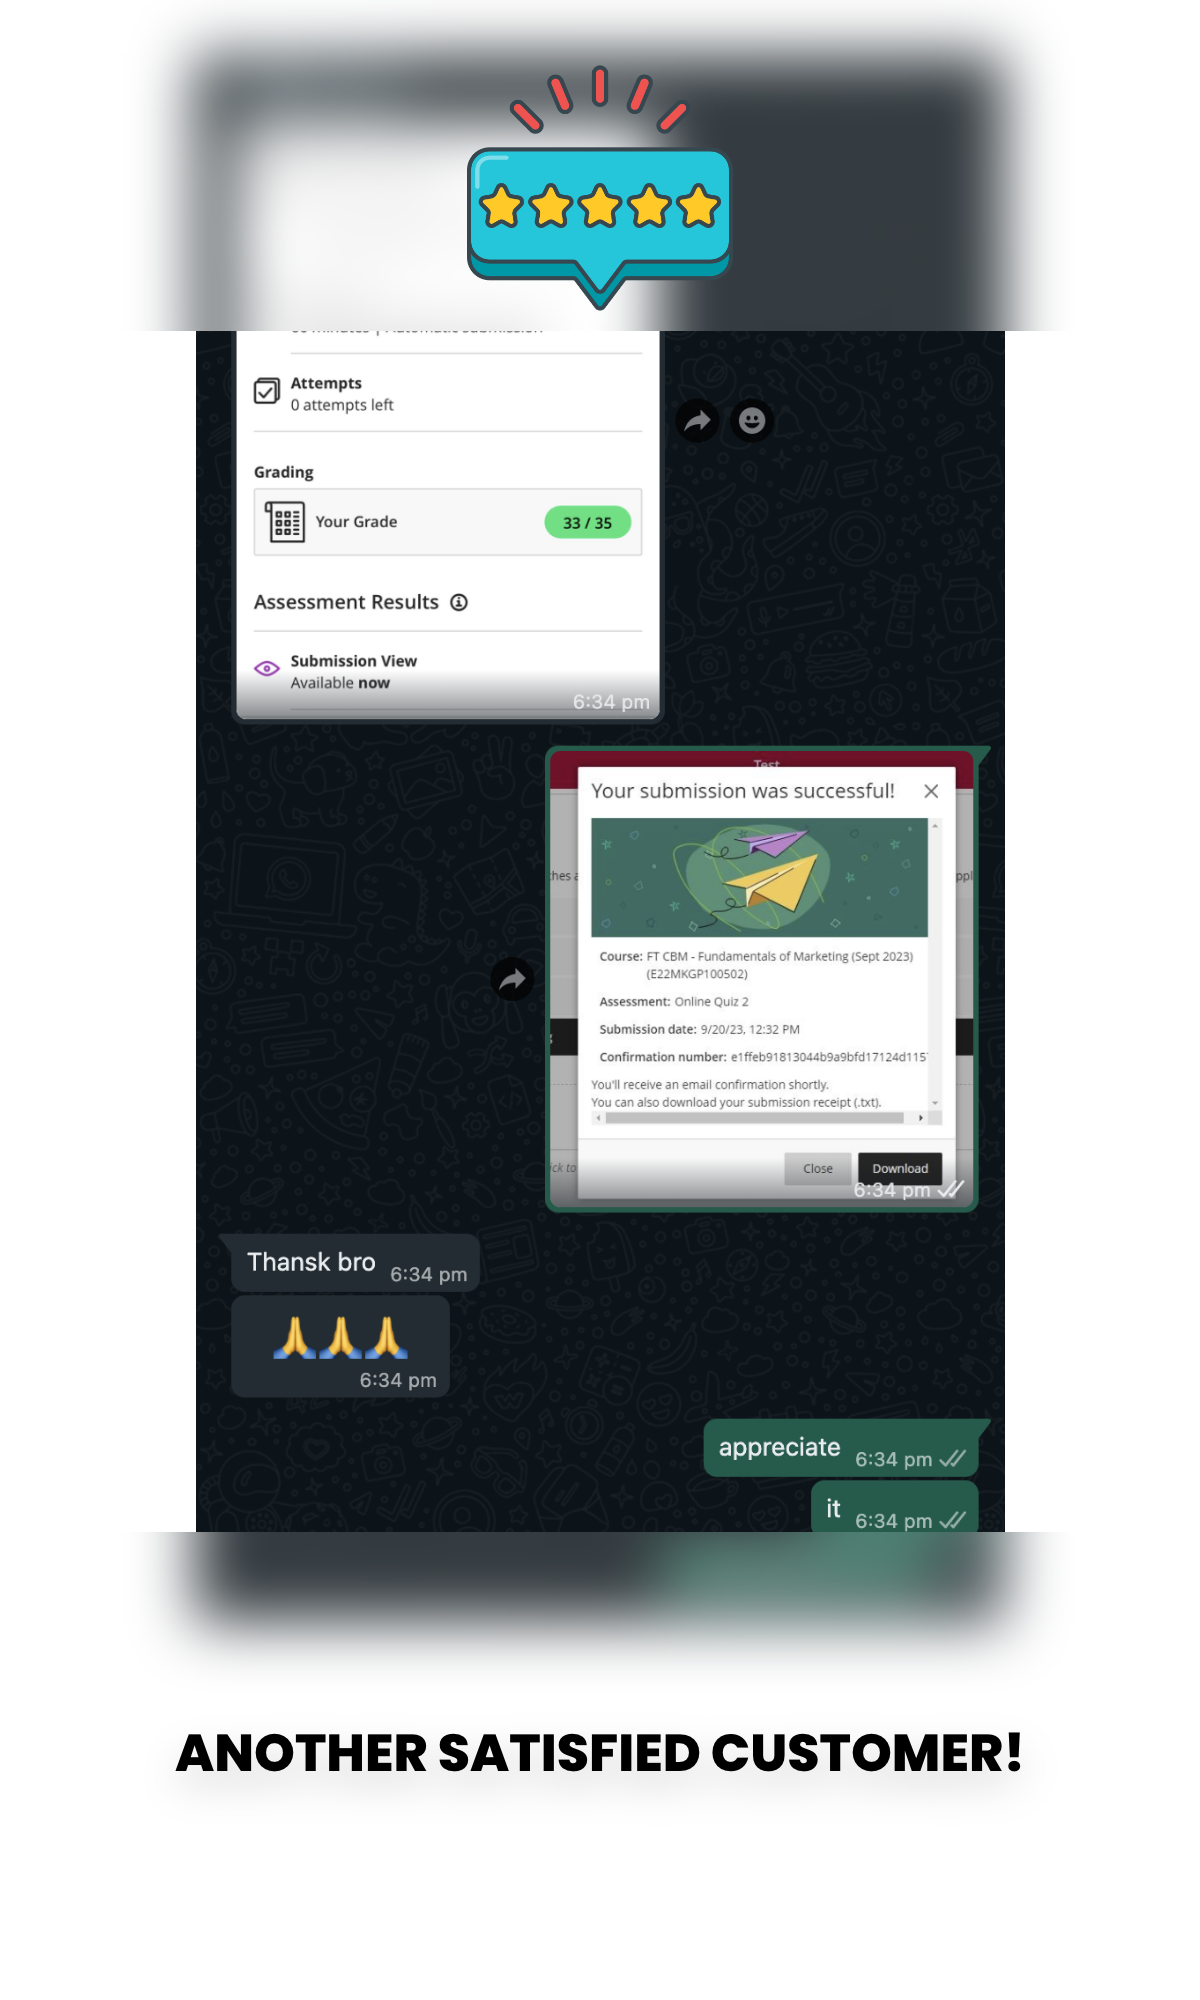 Attempts
0 attempts left
Grading
Your Grade
33 / 35
Assessment Results
Submission View
Available now
6:34 pm
Test
Your submission was successful!
Course: FT CBM - Fundamentals of Marketing (Sept 2023)
(E22MKGP100502)
Assessment: Online Quiz 2
Submission date: 9/20/23, 12:32 PM
Confirmation number: e1ffeb91813044b9a9bfd17124d115
You'll receive an email confirmation shortly.
You can also download your submission receipt (.txt).
Close
Download
6:34 pm
Thansk bro
6:34 pm
🙏🙏🙏
6:34 pm
appreciate
6:34 pm
it
6:34 pm
ANOTHER SATISFIED CUSTOMER!